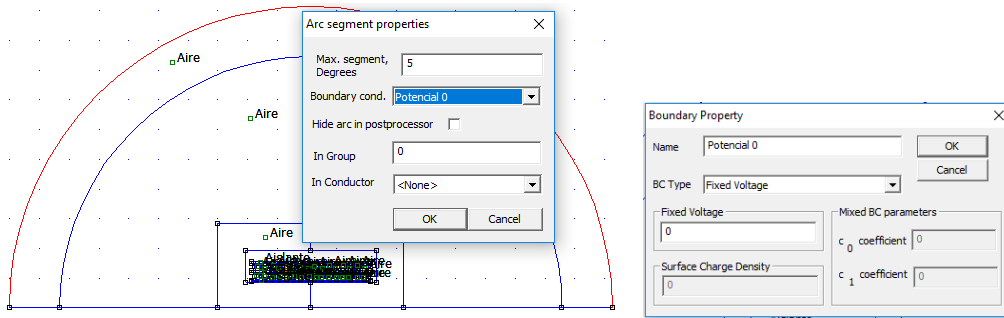 Aire
Aire
Aire
Aislante
Arc segment properties
Max. segment,
Degrees
5
Boundary cond.
Potencial 0
Hide arc in postprocessor
In Group
0
In Conductor
<None>
OK
Cancel
Boundary Property
Name
Potencial 0
OK
Cancel
BC Type
Fixed Voltage
Fixed Voltage
0
Surface Charge Density
0
Mixed BC parameters
c 0 coefficient
0
c 1 coefficient
0